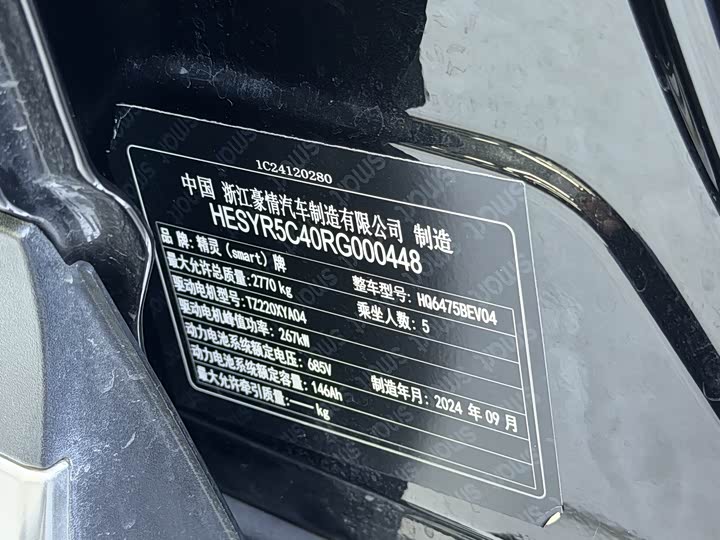 1C24120280
中国 浙江豪情汽车制造有限公司 制造
HESYR5C40RG000448
品 牌: 精灵 (smart) 牌 整车型号: HQ6475BEV04
最大允许总质量: 2770 kg 乘坐人数: 5
驱动电机型号: TZ220XYA04
驱动电机峰值功率: 267kW
动力电池系统额定电压: 685V
动力电池系统额定容量: 146Ah 制造年月: 2024 年 09 月
最大允许牵引质量: —— kg